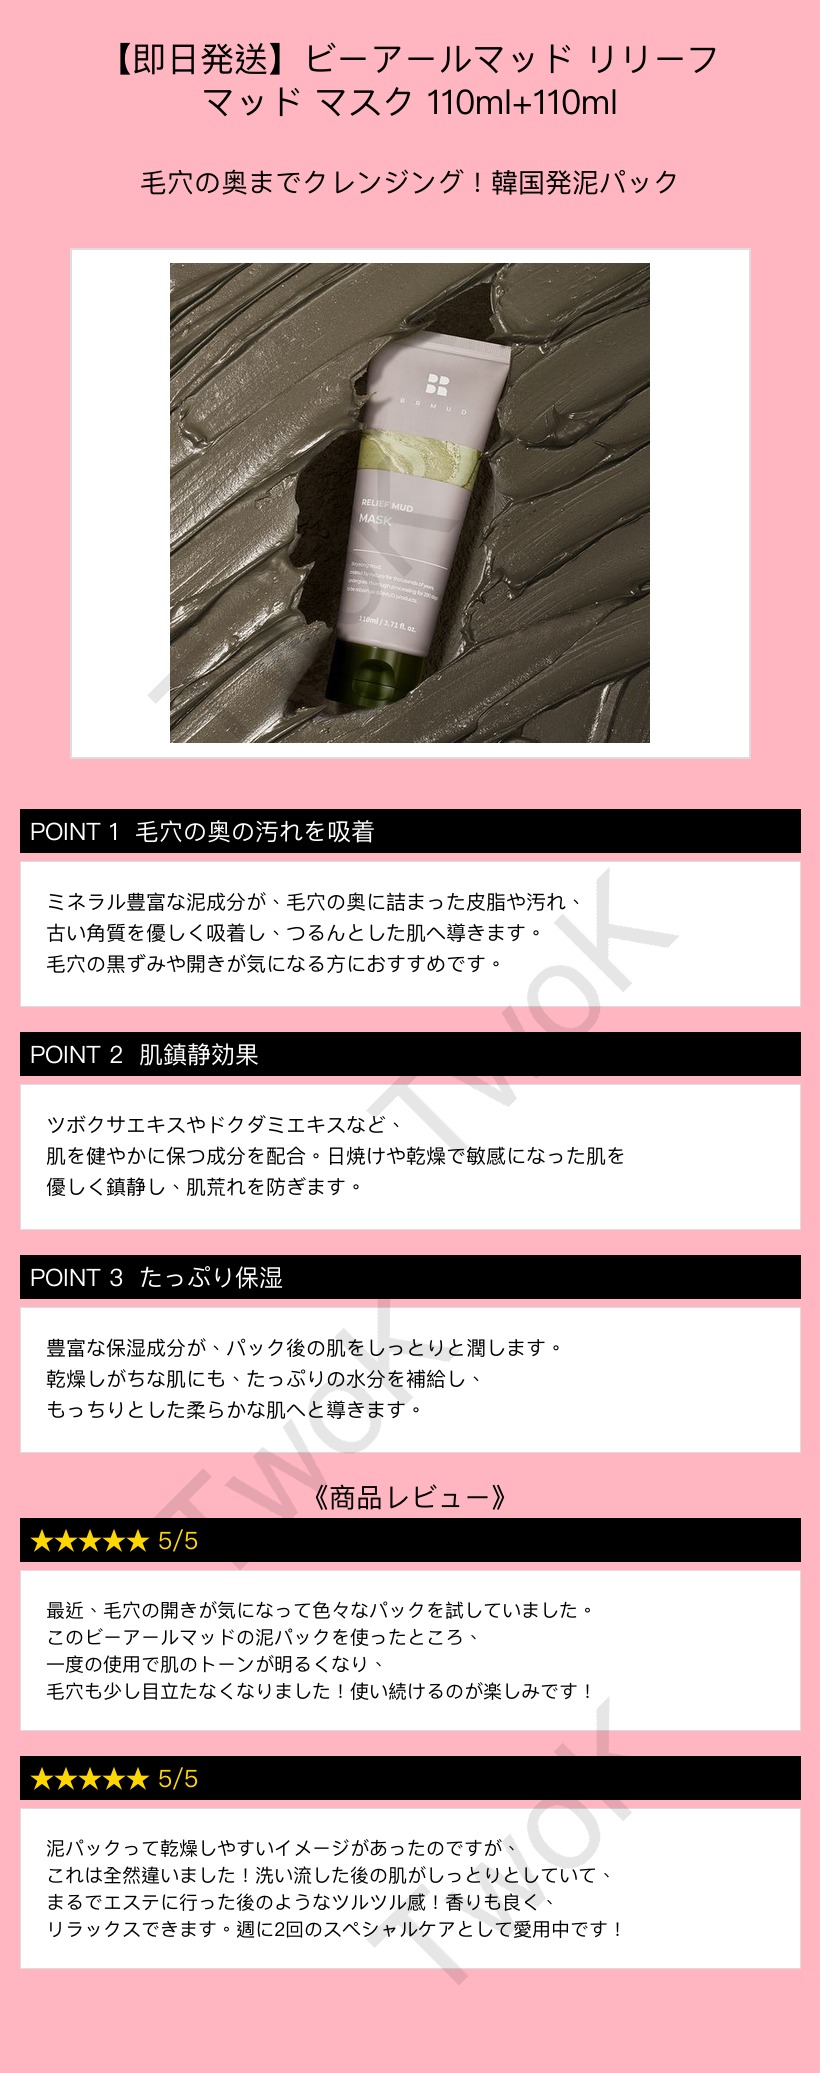 【即日発送】ビーアールマッド リリーフ
マッド マスク 110ml+110ml
毛穴の奥までクレンジング！韓国発泥パック
BRMUD
RELIEF MUD
MASK
110ml / 3.71 fl. oz.
POINT 1 毛穴の奥の汚れを吸着
ミネラル豊富な泥成分が、毛穴の奥に詰まった皮脂や汚れ、
古い角質を優しく吸着し、つるんとした肌へ導きます。
毛穴の黒ずみや開きが気になる方におすすめです。
POINT 2 肌鎮静効果
ツボクサエキスやドクダミエキスなど、
肌を健やかに保つ成分を配合。日焼けや乾燥で敏感になった肌を
優しく鎮静し、肌荒れを防ぎます。
POINT 3 たっぷり保湿
豊富な保湿成分が、パック後の肌をしっとりと潤します。
乾燥しがちな肌にも、たっぷりの水分を補給し、
もっちりとした柔らかな肌へと導きます。
《商品レビュー》
★★★★★ 5/5
最近、毛穴の開きが気になって色々なパックを試していました。
このビーアールマッドの泥パックを使ったところ、
一度の使用で肌のトーンが明るくなり、
毛穴も少し目立たなくなりました！使い続けるのが楽しみです！
★★★★★ 5/5
泥パックって乾燥しやすいイメージがあったのですが、
これは全然違いました！洗い流した後の肌がしっとりとしていて、
まるでエステに行った後のようなツルツル感！香りも良く、
リラックスできます。週に2回のスペシャルケアとして愛用中です！
TwoK
TwoK
TwoK
TwoK